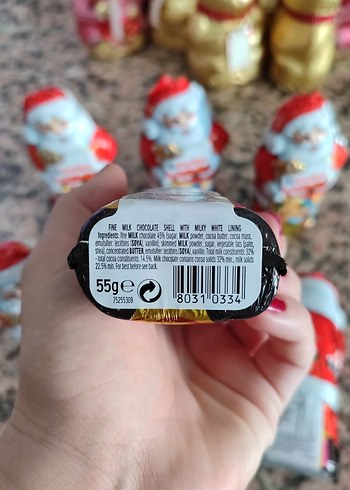 FINE MILK CHOCOLATE SHELL WITH MILKY WHITE LINING
Ingredients: fine MILK chocolate 45% (sugar, MILK powder, cocoa butter, cocoa mass,
emulsifier: lecithins (SOYA), vanillin), skimmed MILK powder, sugar, vegetable fats (palm,
shea), concentrated BUTTER, emulsifier: lecithins (SOYA), vanillin. Total milk constituents: 32%
- total cocoa constituents: 14.5%. Milk chocolate contains cocoa solids 32% min., milk solids
22.5% min. For best before see back.
55g℮
75255309
8031 0334